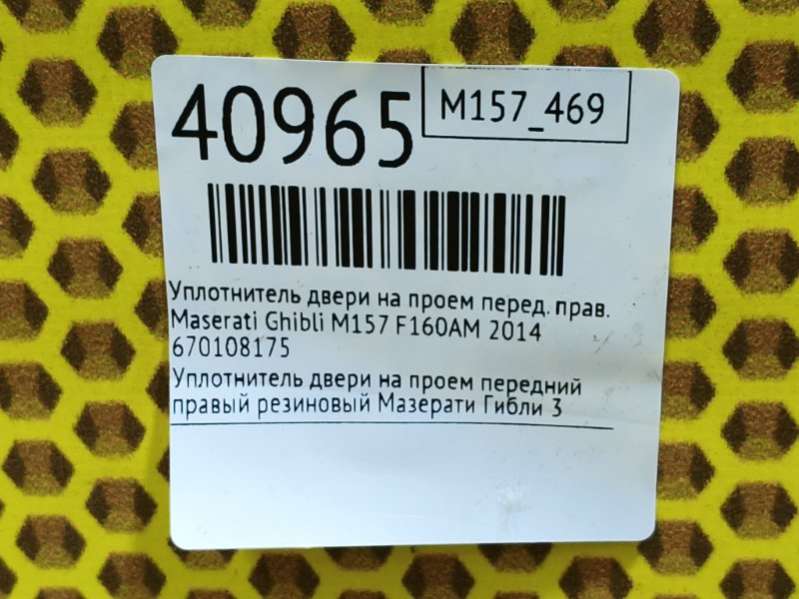 40965
M157_469
Уплотнитель двери на проем перед. прав.
Maserati Ghibli M157 F160AM 2014
670108175
Уплотнитель двери на проем передний
правый резиновый Мазерати Гибли 3